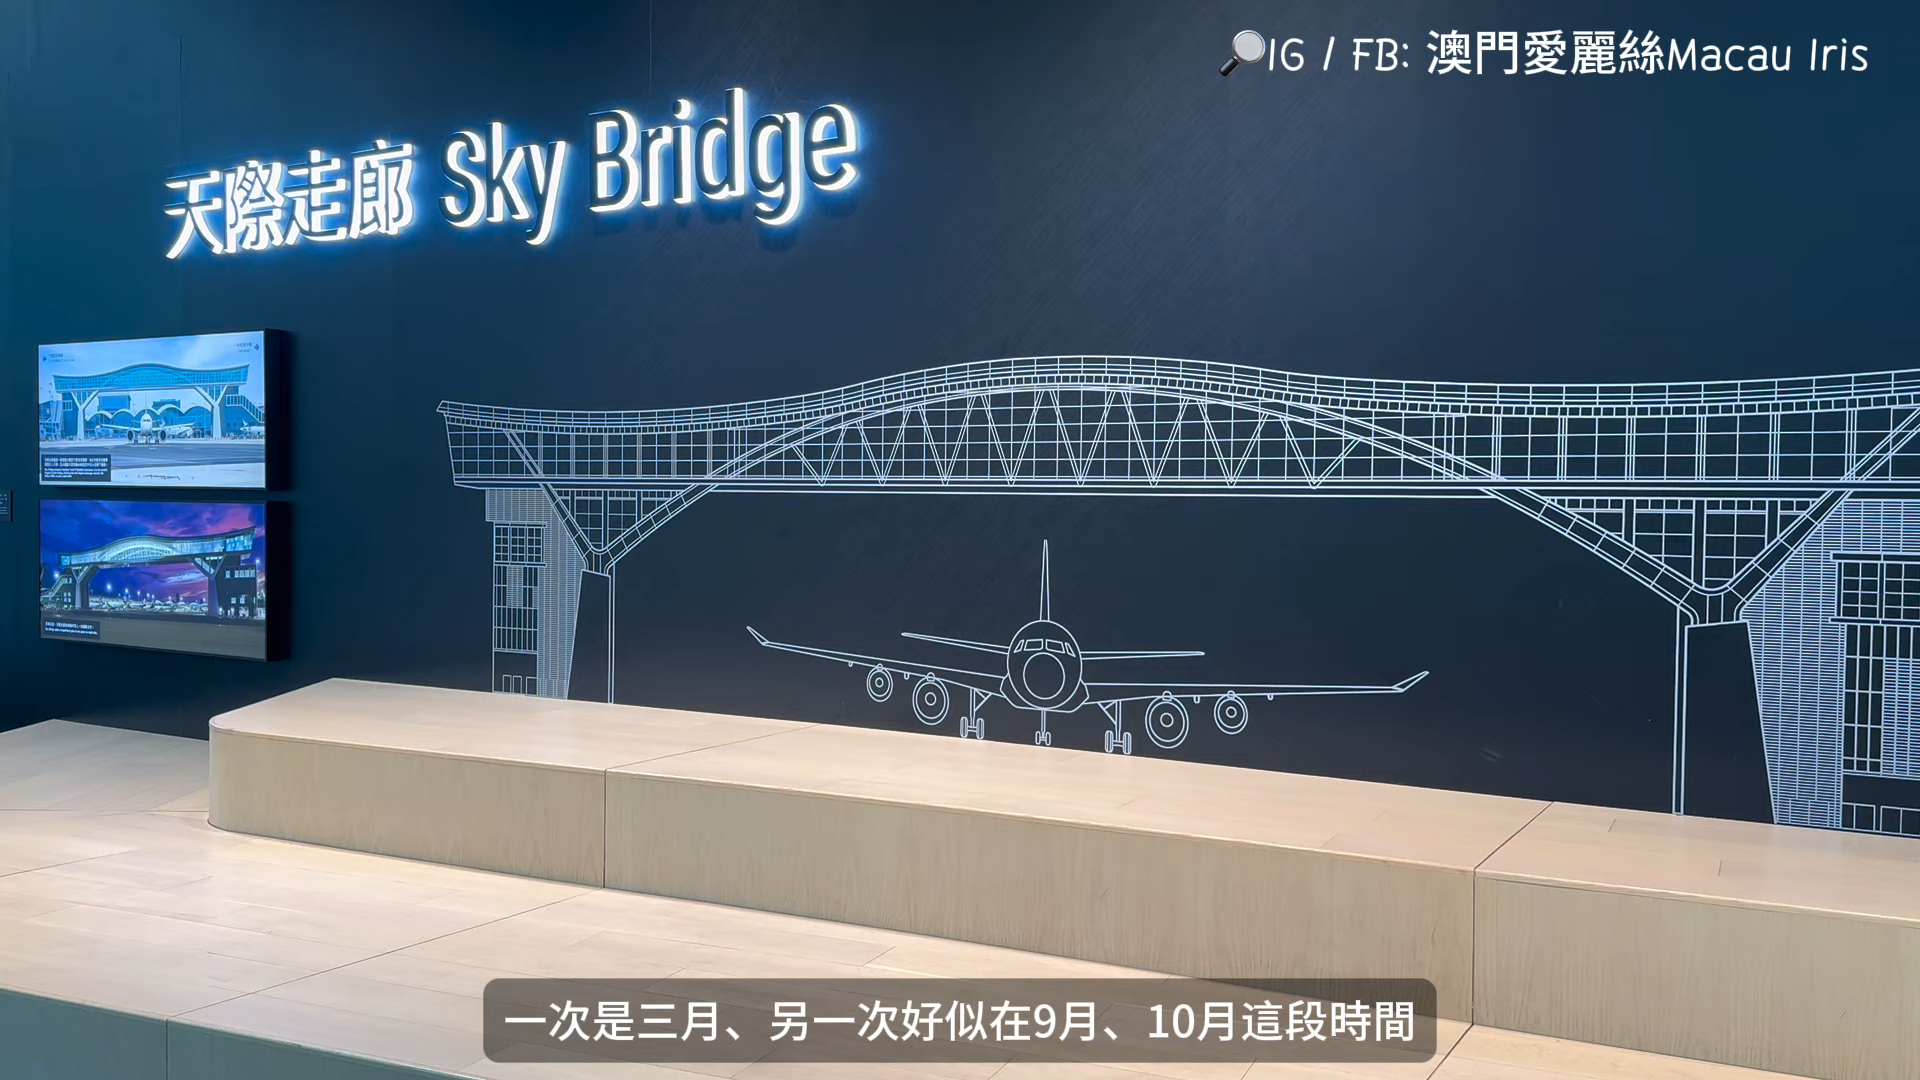 🔎IG / FB: 澳門愛麗絲Macau Iris
天際走廊 Sky Bridge
一次是三月、另一次好似在9月、10月這段時間